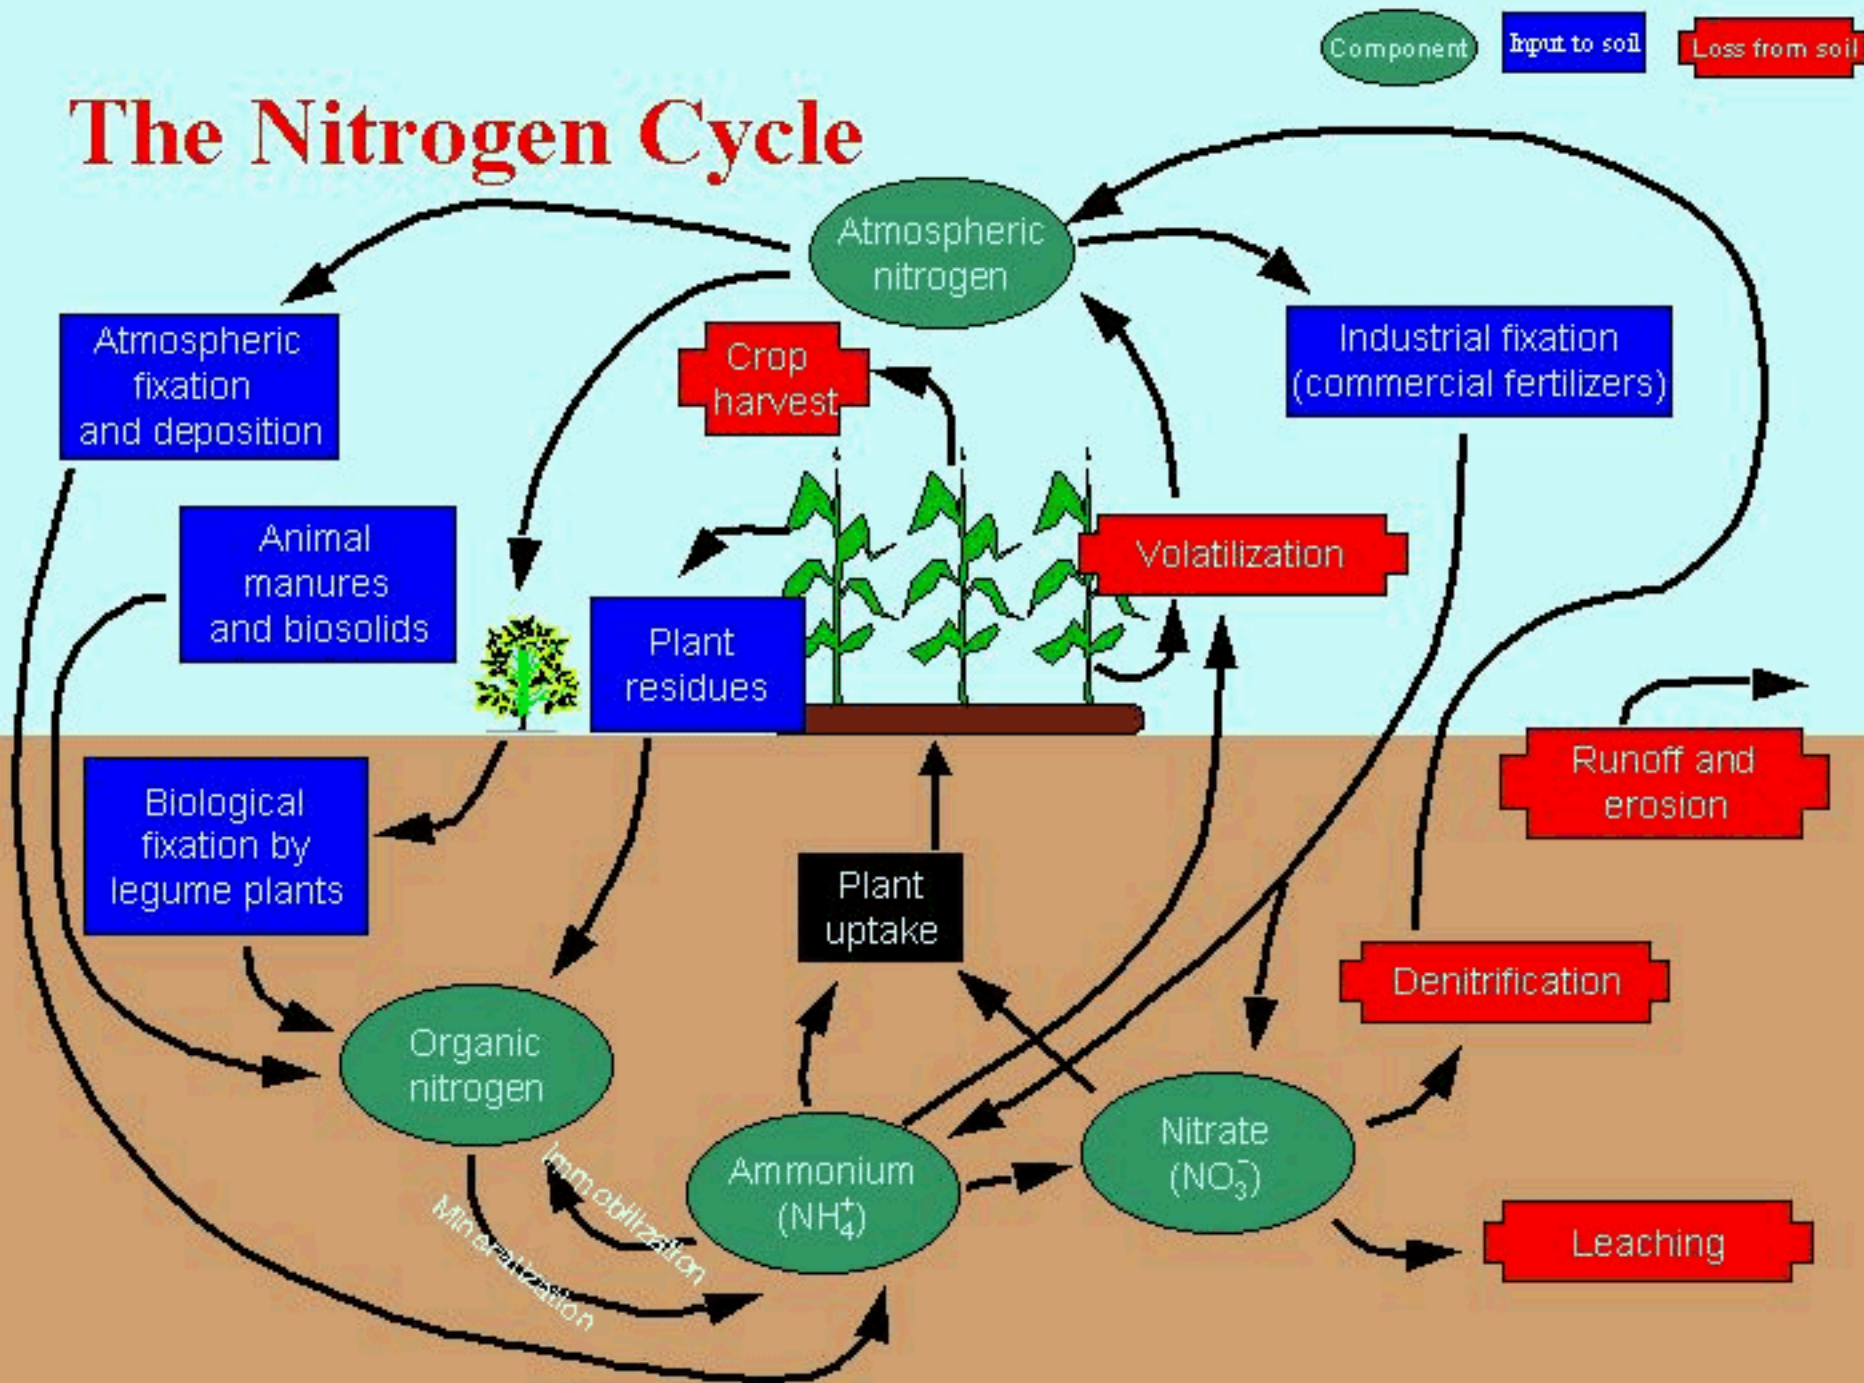 Component
Input to soil
Loss from soil
The Nitrogen Cycle
Atmospheric
nitrogen
Atmospheric
fixation
and deposition
Crop
harvest
Industrial fixation
(commercial fertilizers)
Animal
manures
and biosolids
Volatilization
Plant
residues
Runoff and
erosion
Biological
fixation by
legume plants
Plant
uptake
Denitrification
Organic
nitrogen
Immobilization
Mineralization
Ammonium
(NH₄⁺)
Nitrate
(NO₃⁻)
Leaching